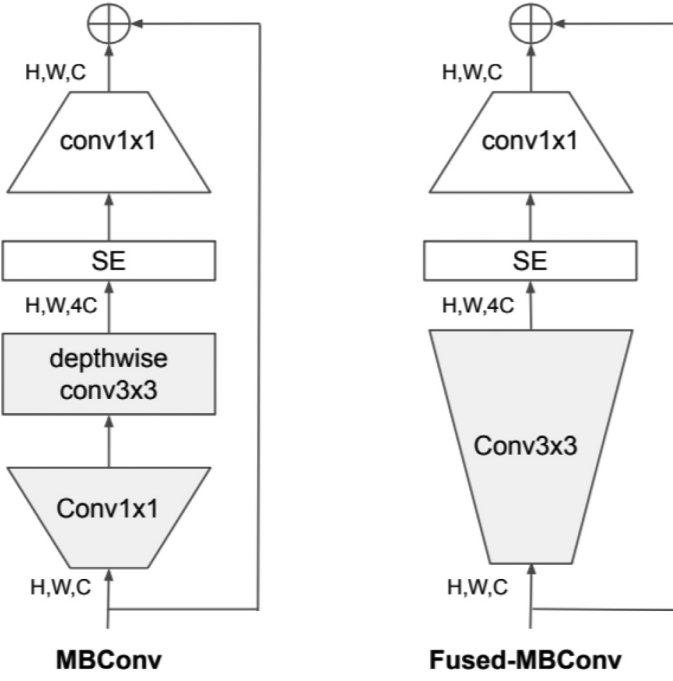 H,W,C
conv1x1
SE
H,W,4C
depthwise
conv3x3
Conv1x1
H,W,C
MBConv
H,W,C
conv1x1
SE
H,W,4C
Conv3x3
H,W,C
Fused-MBConv